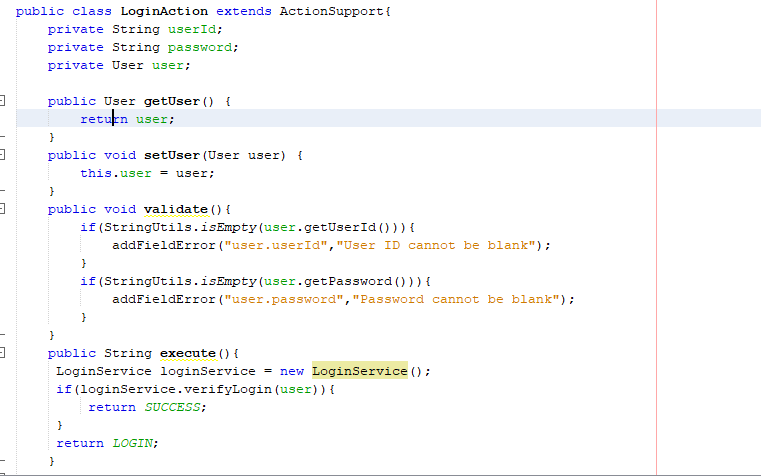 public class LoginAction extends ActionSupport{
    private String userId;
    private String password;
    private User user;

    public User getUser() {
        return user;
    }
    public void setUser(User user) {
        this.user = user;
    }
    public void validate(){
        if(StringUtils.isEmpty(user.getUserId())){
            addFieldError("user.userId","User ID cannot be blank");
        }
        if(StringUtils.isEmpty(user.getPassword())){
            addFieldError("user.password","Password cannot be blank");
        }
    }
    public String execute(){
     LoginService loginService = new LoginService();
     if(loginService.verifyLogin(user)){
         return SUCCESS;
     }
     return LOGIN;
    }